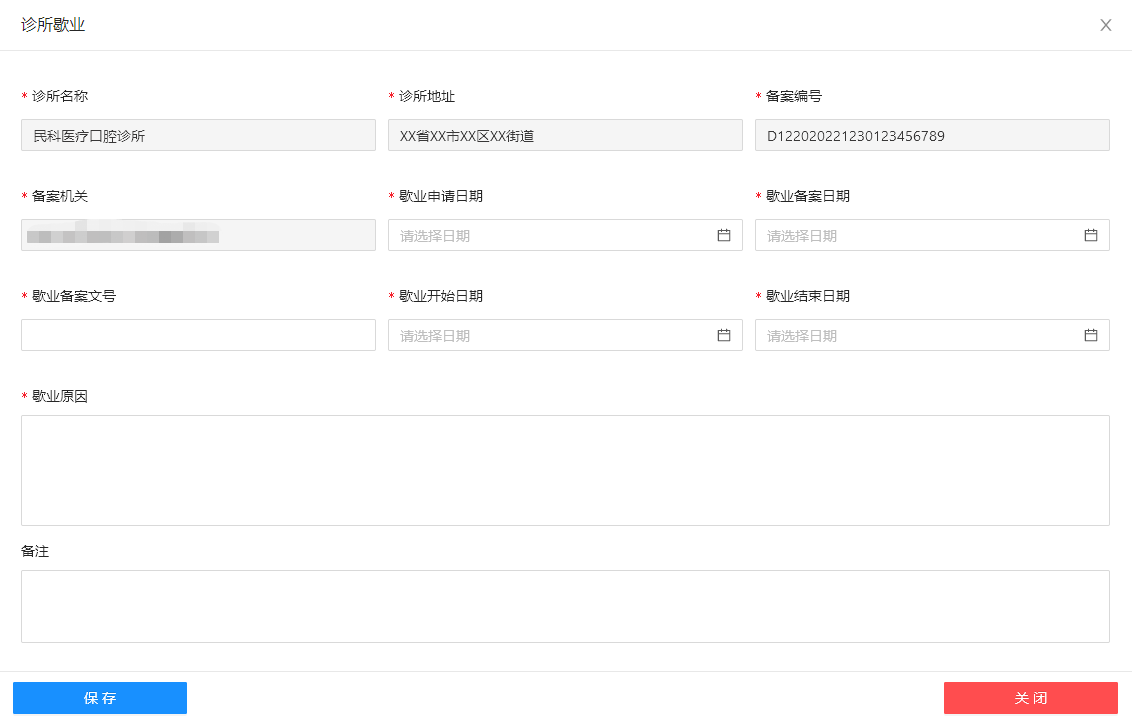 诊所歇业
* 诊所名称 * 诊所地址 * 备案编号
民科医疗口腔诊所 XX省XX市XX区XX街道 D122020221230123456789
* 备案机关 * 歇业申请日期 * 歇业备案日期
请选择日期 请选择日期
* 歇业备案文号 * 歇业开始日期 * 歇业结束日期
请选择日期 请选择日期
* 歇业原因
备注
保存 关闭